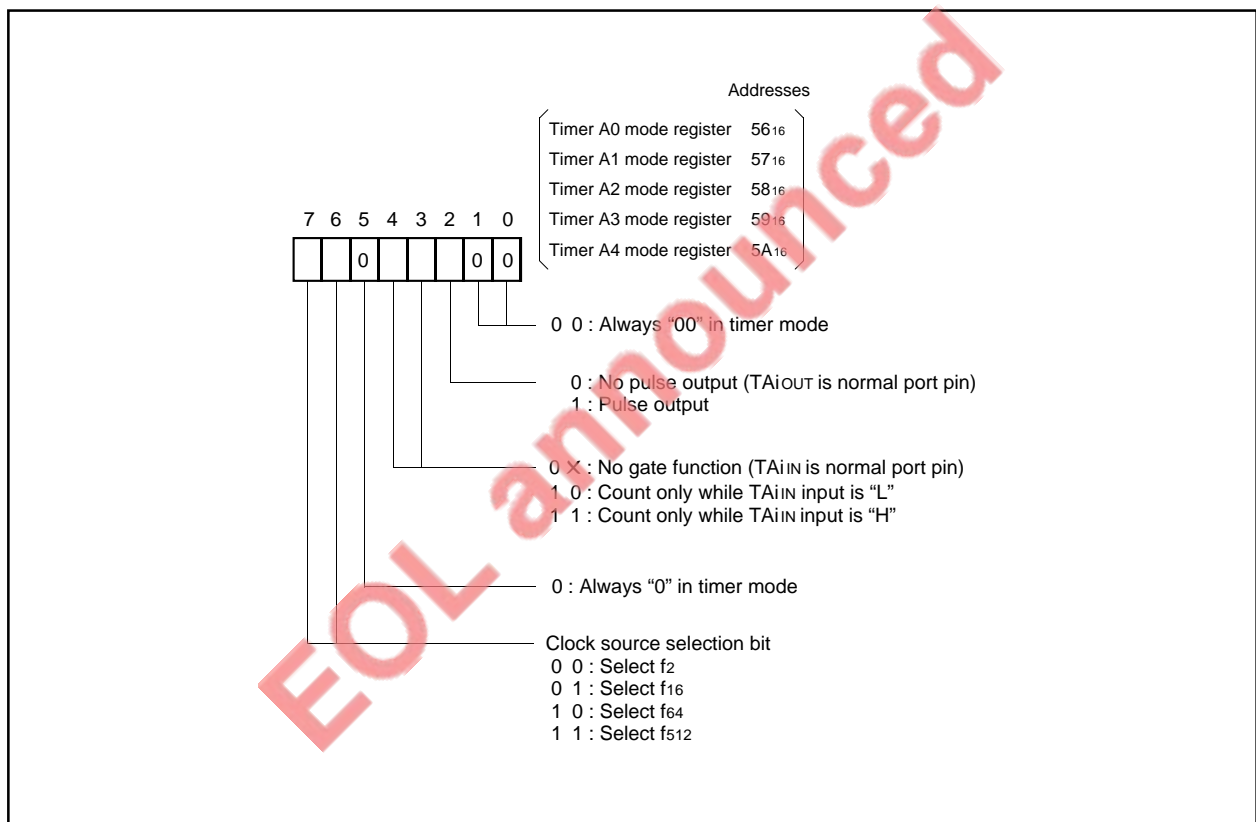 Addresses
Timer A0 mode register 5616
Timer A1 mode register 5716
Timer A2 mode register 5816
Timer A3 mode register 5916
Timer A4 mode register 5A16
7 6 5 4 3 2 1 0
0 0 0
0 0 : Always “00” in timer mode
0 : No pulse output (TAiOUT is normal port pin)
1 : Pulse output
0 X : No gate function (TAiIN is normal port pin)
1 0 : Count only while TAiIN input is “L”
1 1 : Count only while TAiIN input is “H”
0 : Always “0” in timer mode
Clock source selection bit
0 0 : Select f2
0 1 : Select f16
1 0 : Select f64
1 1 : Select f512
EOL announced